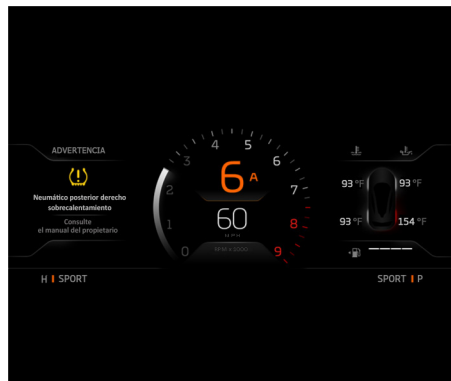 ADVERTENCIA
Neumático posterior derecho
sobrecalentamiento
Consulte
el manual del propietario
H SPORT
0
1
2
3
4
5
6
7
8
9
6 A
60
MPH
RPM x 1000
93 °F 93 °F
93 °F 154 °F
SPORT P